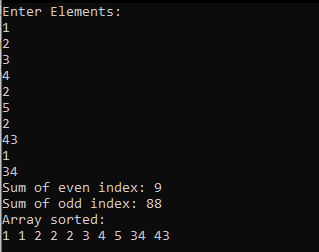 Enter Elements:
1
2
3
4
2
5
2
43
1
34
Sum of even index: 9
Sum of odd index: 88
Array sorted:
1 1 2 2 2 3 4 5 34 43